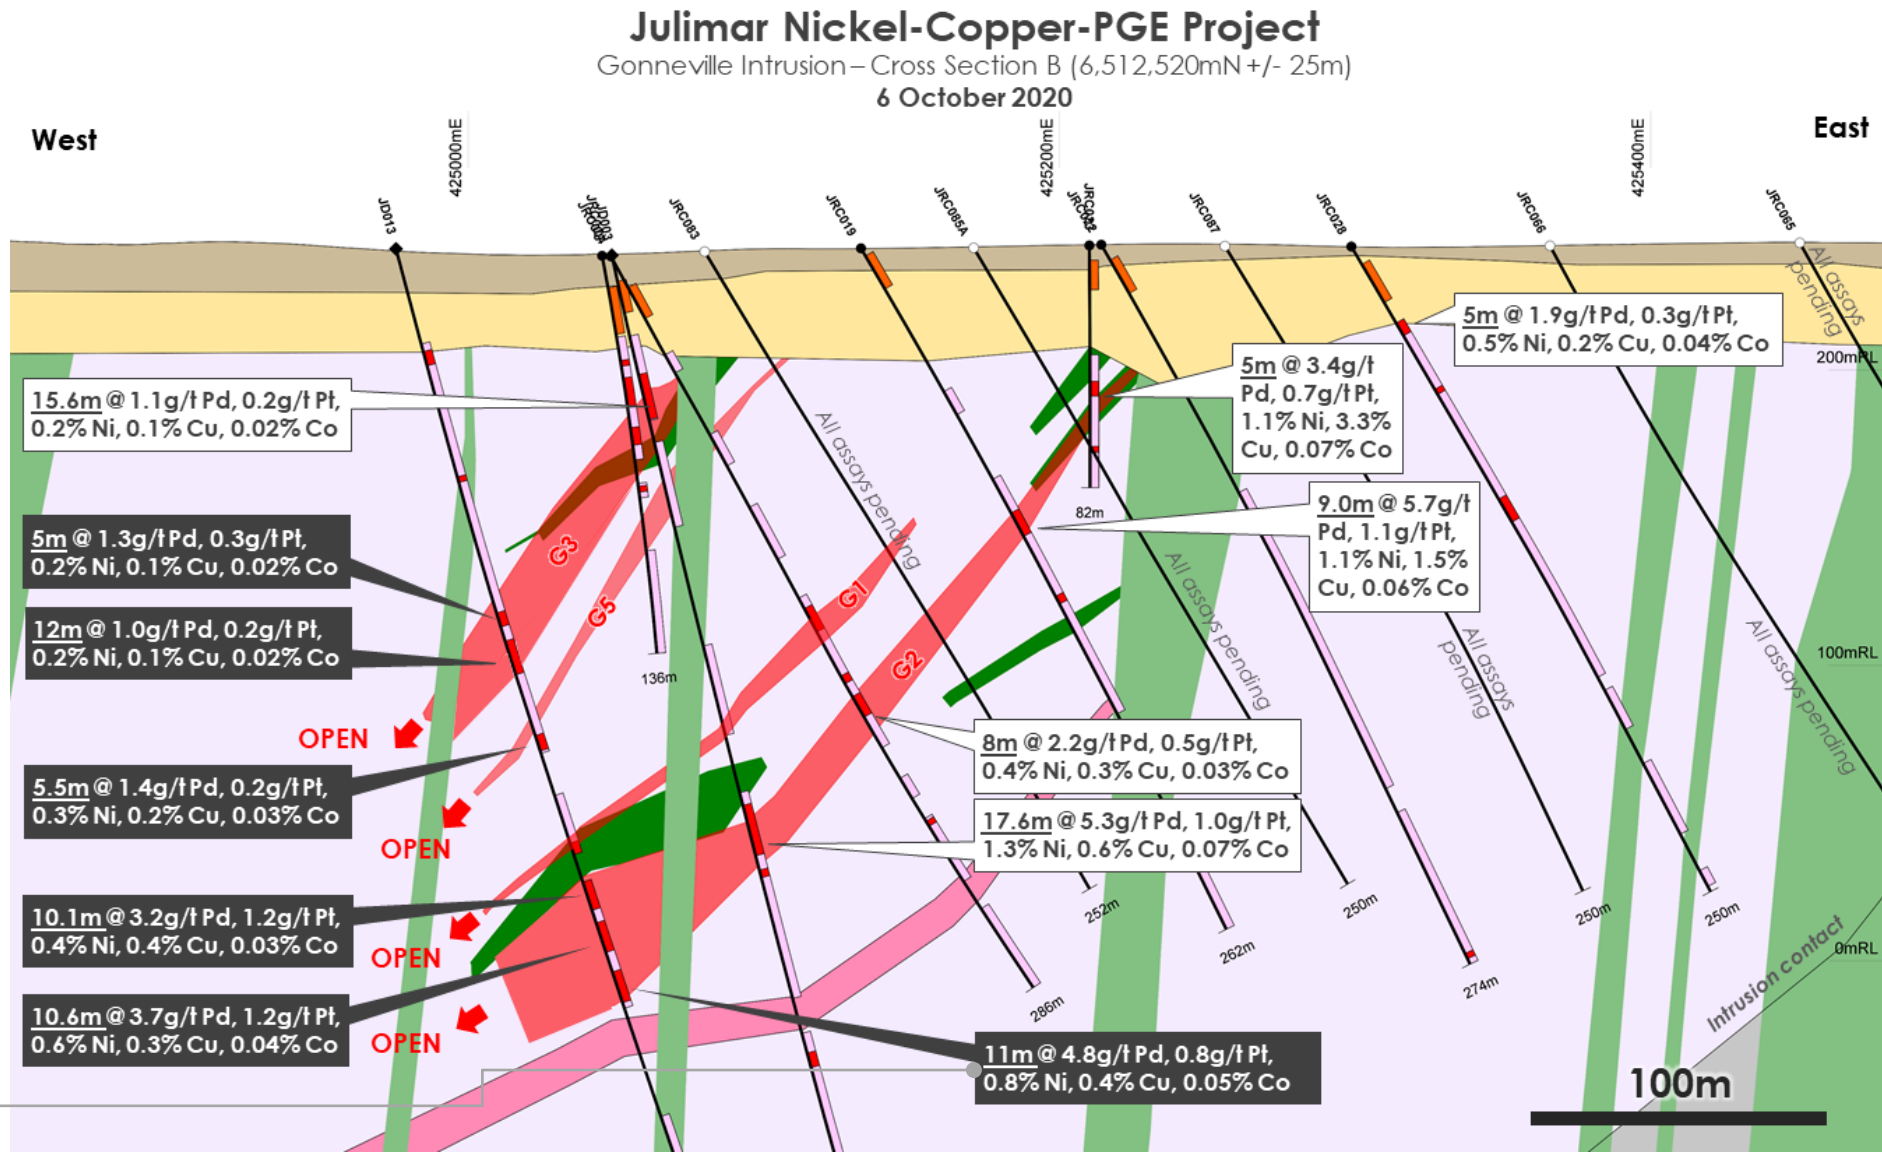 Julimar Nickel-Copper-PGE Project
Gonneville Intrusion – Cross Section B (6,512,520mN +/- 25m)
6 October 2020
West
East
425000mE
425200mE
425400mE
JD013
JD003
JRC083
JRC019
JRC085A
JRC087
JRC028
JRC066
JRC065
All assays
pending
5m @ 1.9g/t Pd, 0.3g/t Pt,
0.5% Ni, 0.2% Cu, 0.04% Co
200mRL
5m @ 3.4g/t
Pd, 0.7g/t Pt,
1.1% Ni, 3.3%
Cu, 0.07% Co
15.6m @ 1.1g/t Pd, 0.2g/t Pt,
0.2% Ni, 0.1% Cu, 0.02% Co
All assays pending
82m
9.0m @ 5.7g/t
Pd, 1.1g/t Pt,
1.1% Ni, 1.5%
Cu, 0.06% Co
5m @ 1.3g/t Pd, 0.3g/t Pt,
0.2% Ni, 0.1% Cu, 0.02% Co
G3
G5
G1
G2
All assays pending
12m @ 1.0g/t Pd, 0.2g/t Pt,
0.2% Ni, 0.1% Cu, 0.02% Co
136m
All assays
pending
All assays pending
100mRL
OPEN
8m @ 2.2g/t Pd, 0.5g/t Pt,
0.4% Ni, 0.3% Cu, 0.03% Co
5.5m @ 1.4g/t Pd, 0.2g/t Pt,
0.3% Ni, 0.2% Cu, 0.03% Co
OPEN
17.6m @ 5.3g/t Pd, 1.0g/t Pt,
1.3% Ni, 0.6% Cu, 0.07% Co
10.1m @ 3.2g/t Pd, 1.2g/t Pt,
0.4% Ni, 0.4% Cu, 0.03% Co
252m
250m
250m
250m
OPEN
262m
0mRL
Intrusion contact
274m
286m
10.6m @ 3.7g/t Pd, 1.2g/t Pt,
0.6% Ni, 0.3% Cu, 0.04% Co
OPEN
11m @ 4.8g/t Pd, 0.8g/t Pt,
0.8% Ni, 0.4% Cu, 0.05% Co
100m